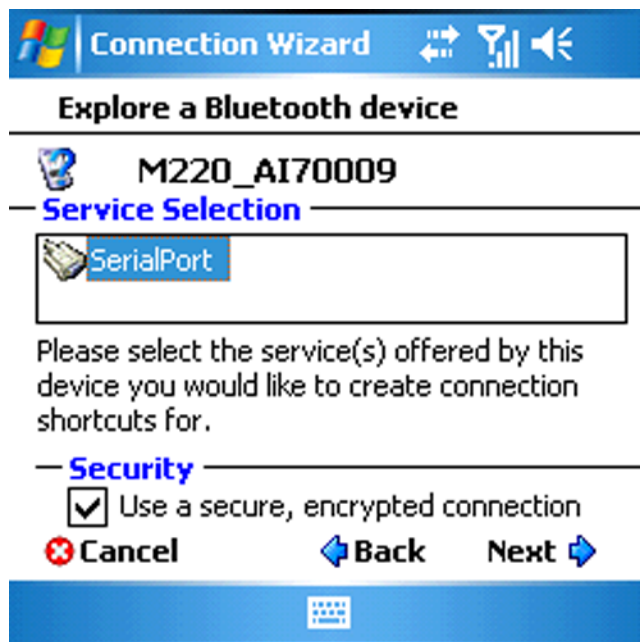 Connection Wizard
Explore a Bluetooth device
M220_AI70009
Service Selection
SerialPort
Please select the service(s) offered by this
device you would like to create connection
shortcuts for.
Security
Use a secure, encrypted connection
Cancel Back Next